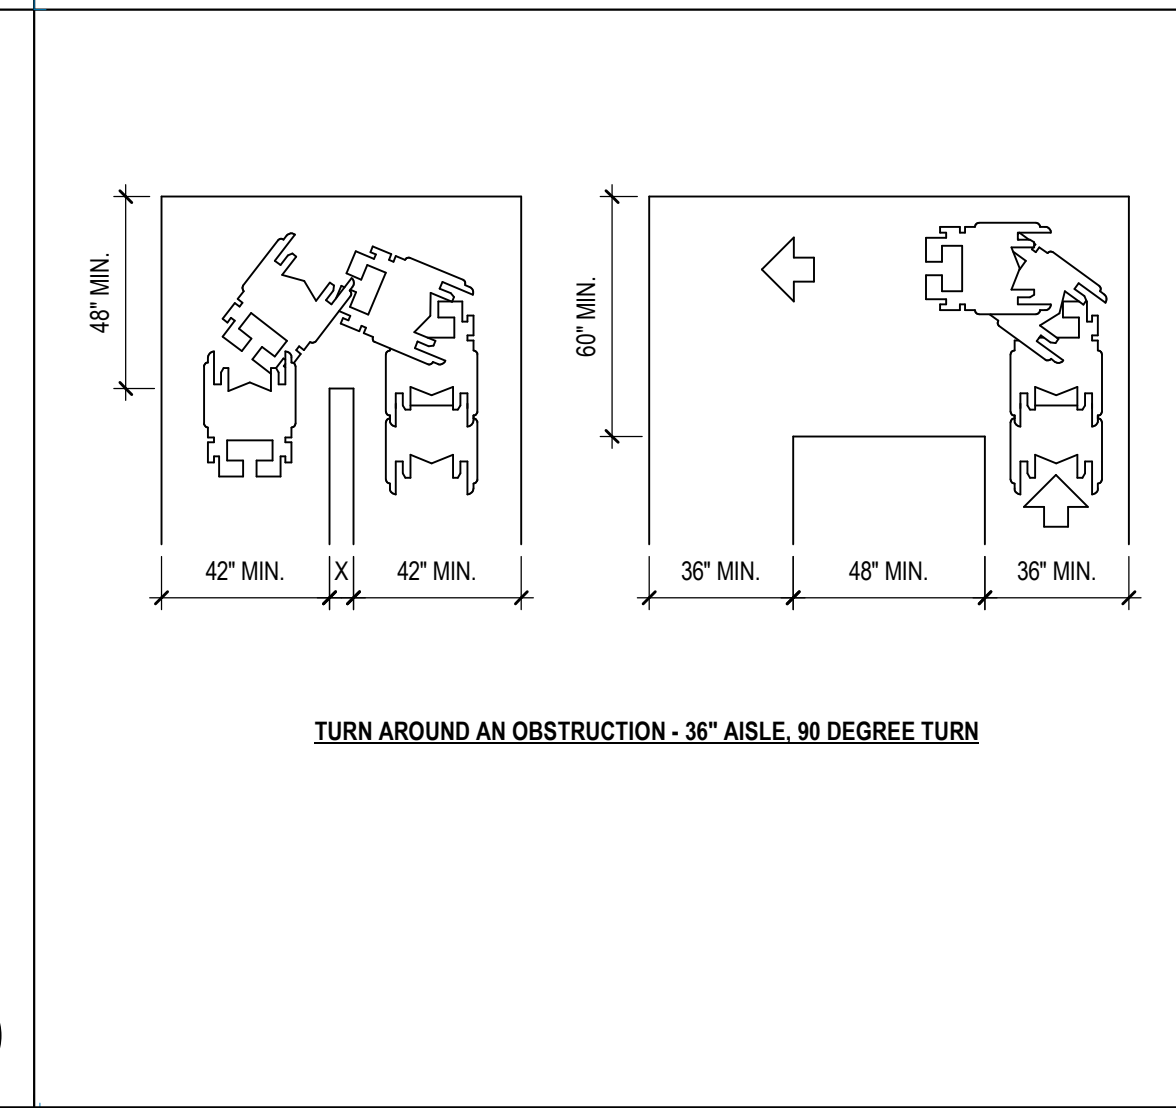 48" MIN.
60" MIN.
42" MIN.
X
42" MIN.
36" MIN.
48" MIN.
36" MIN.
TURN AROUND AN OBSTRUCTION - 36" AISLE, 90 DEGREE TURN